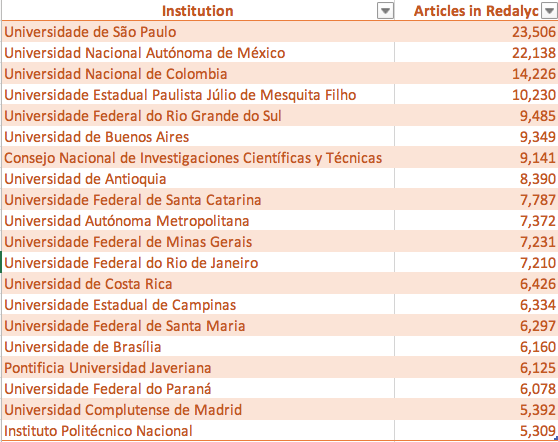 Institution Articles in Redalyc
Universidade de São Paulo 23,506
Universidad Nacional Autónoma de México 22,138
Universidad Nacional de Colombia 14,226
Universidade Estadual Paulista Júlio de Mesquita Filho 10,230
Universidade Federal do Rio Grande do Sul 9,485
Universidad de Buenos Aires 9,349
Consejo Nacional de Investigaciones Científicas y Técnicas 9,141
Universidad de Antioquia 8,390
Universidade Federal de Santa Catarina 7,787
Universidad Autónoma Metropolitana 7,372
Universidade Federal de Minas Gerais 7,231
Universidade Federal do Rio de Janeiro 7,210
Universidad de Costa Rica 6,426
Universidade Estadual de Campinas 6,334
Universidade Federal de Santa Maria 6,297
Universidade de Brasília 6,160
Pontificia Universidad Javeriana 6,125
Universidade Federal do Paraná 6,078
Universidad Complutense de Madrid 5,392
Instituto Politécnico Nacional 5,309